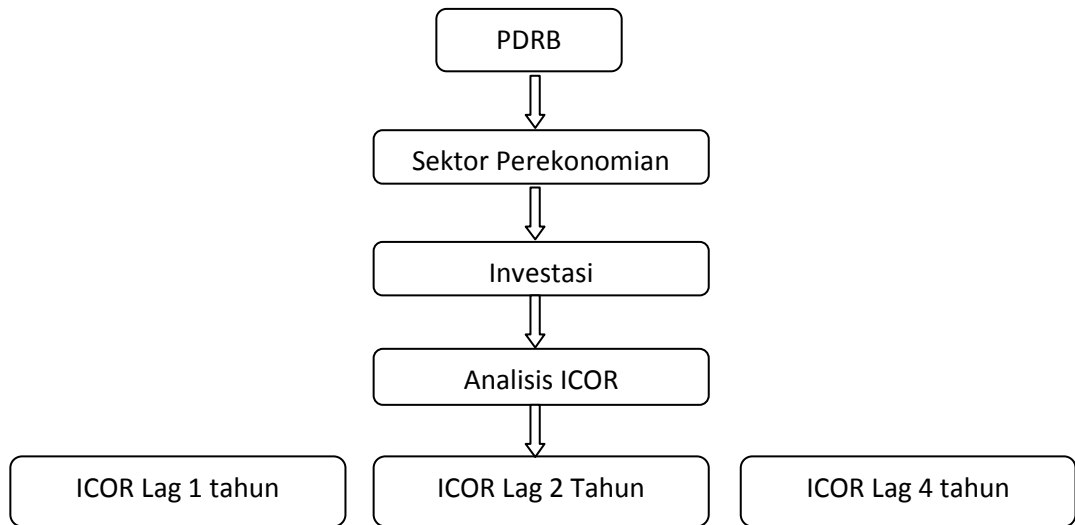 PDRB
Sektor Perekonomian
Investasi
Analisis ICOR
ICOR Lag 1 tahun
ICOR Lag 2 Tahun
ICOR Lag 4 tahun